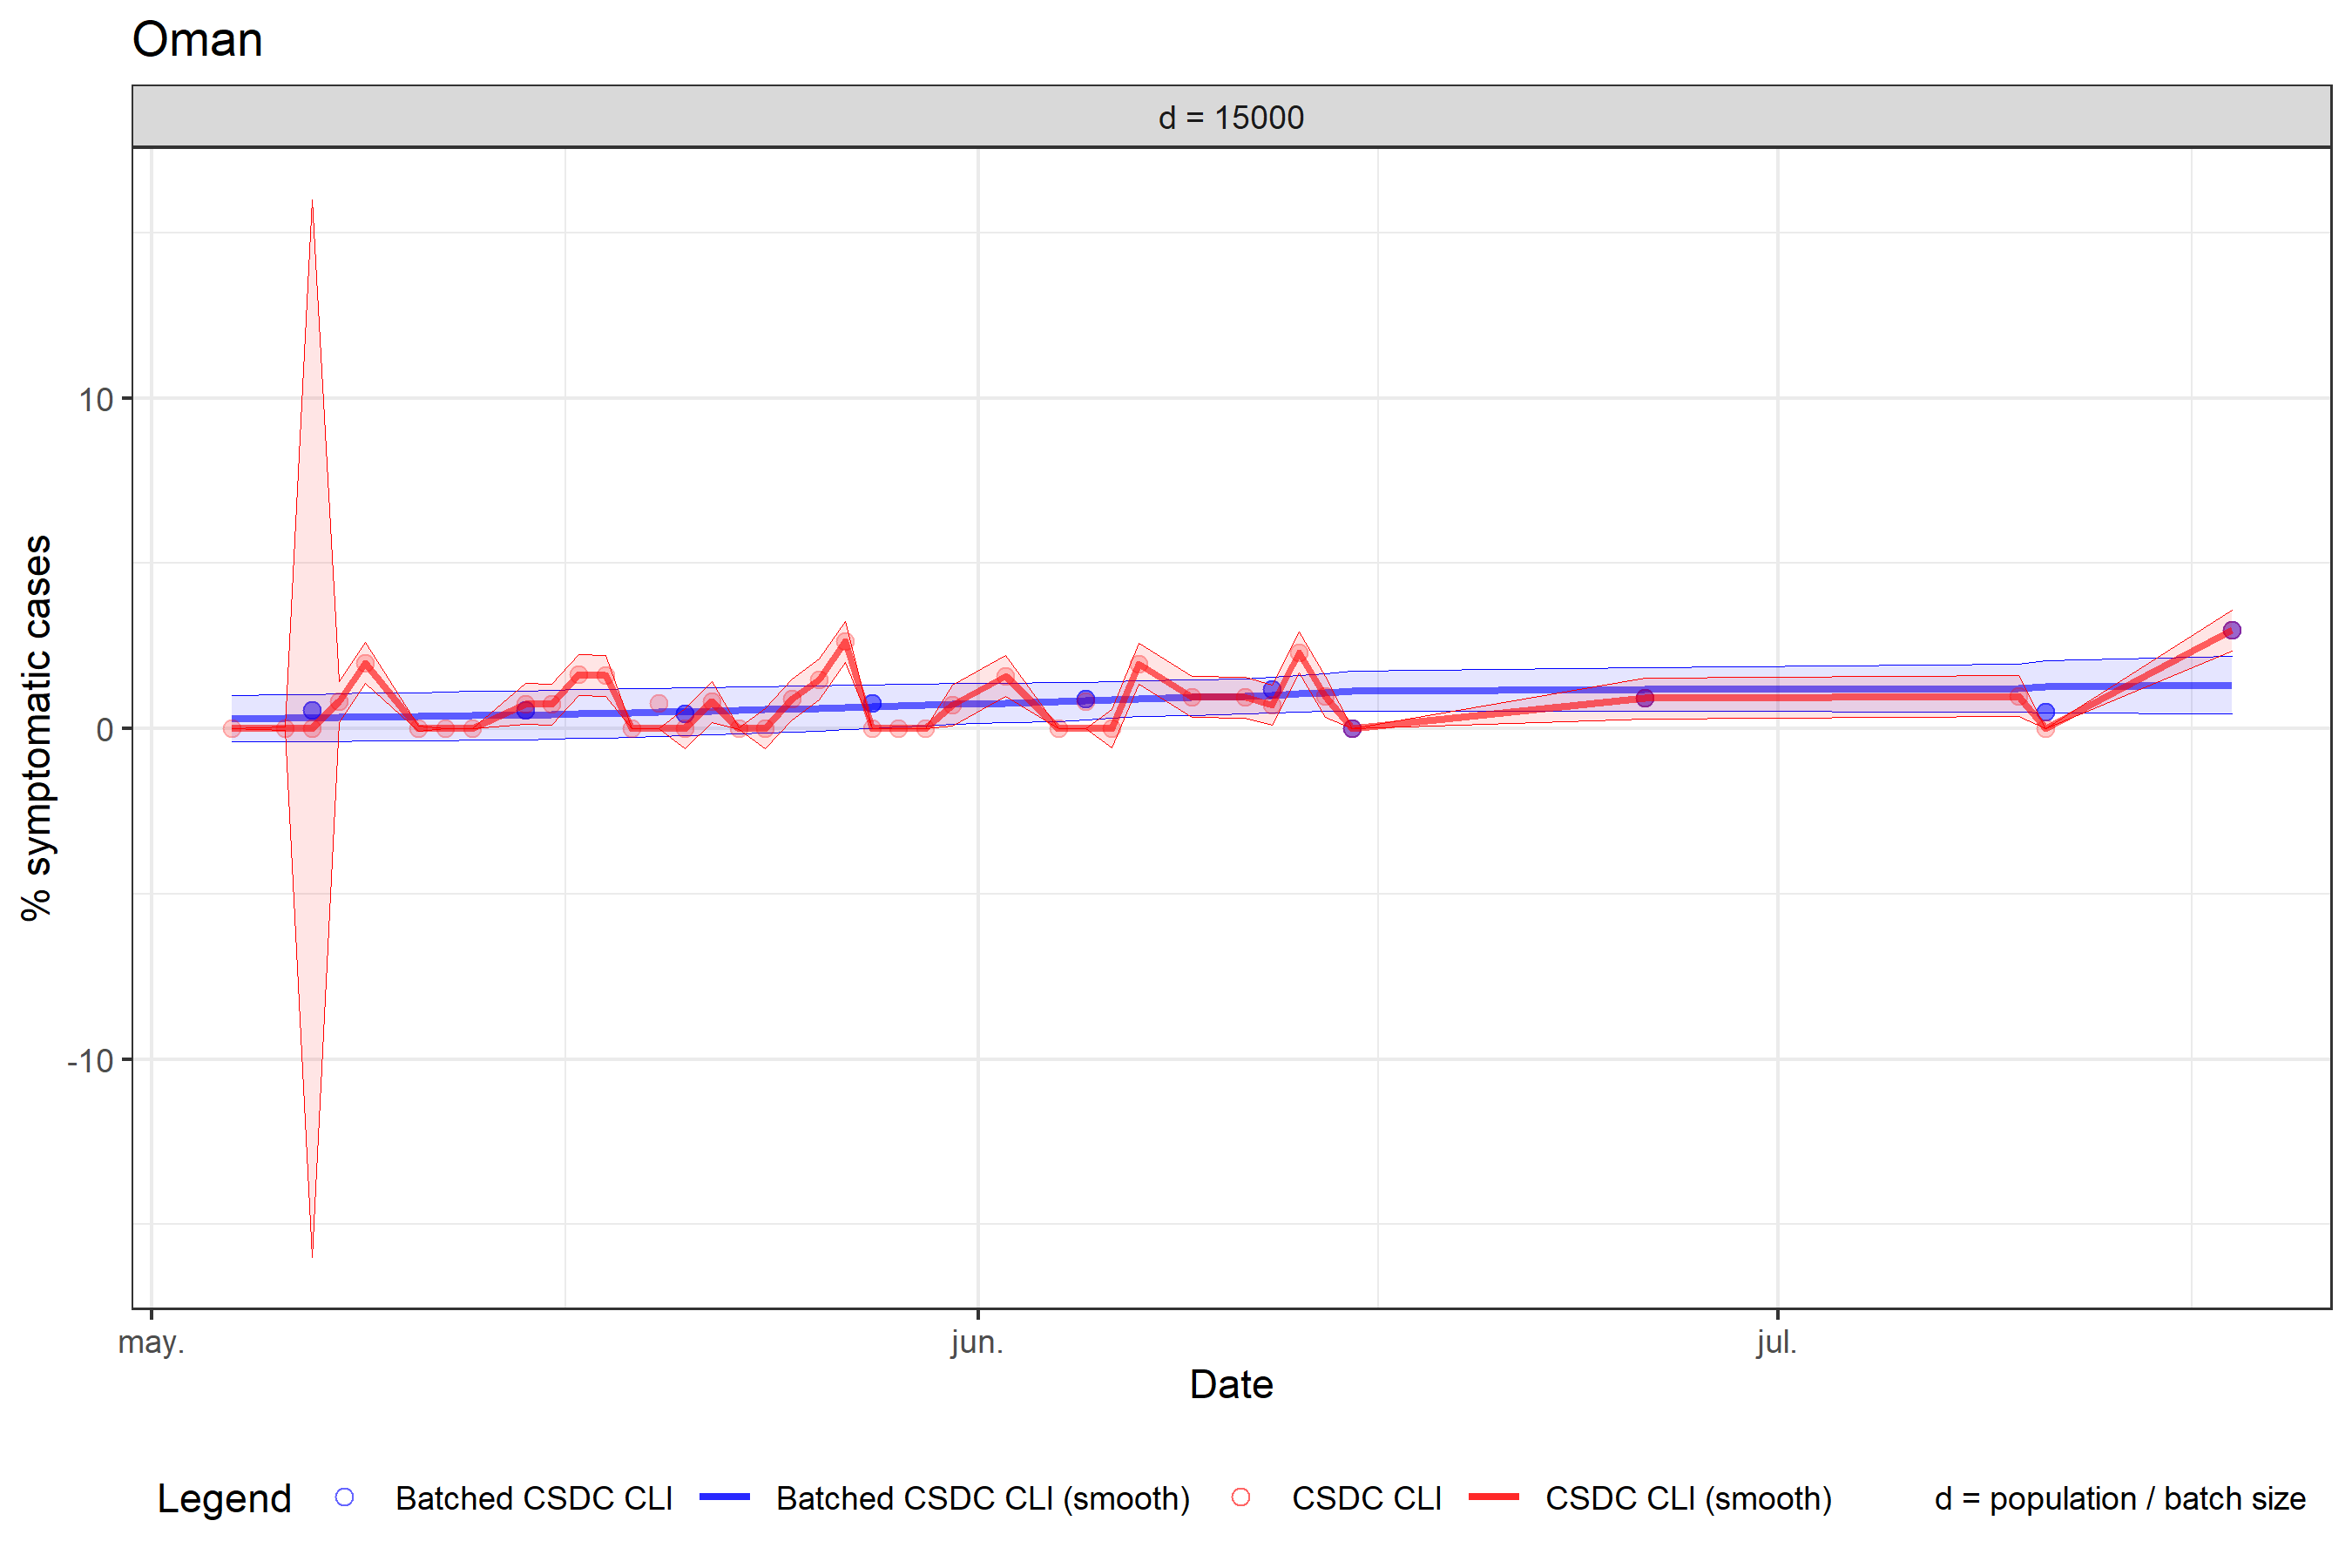 Oman
d = 15000
% symptomatic cases
10
0
-10
may.
jun.
jul.
Date
Legend
Batched CSDC CLI
Batched CSDC CLI (smooth)
CSDC CLI
CSDC CLI (smooth)
d = population / batch size